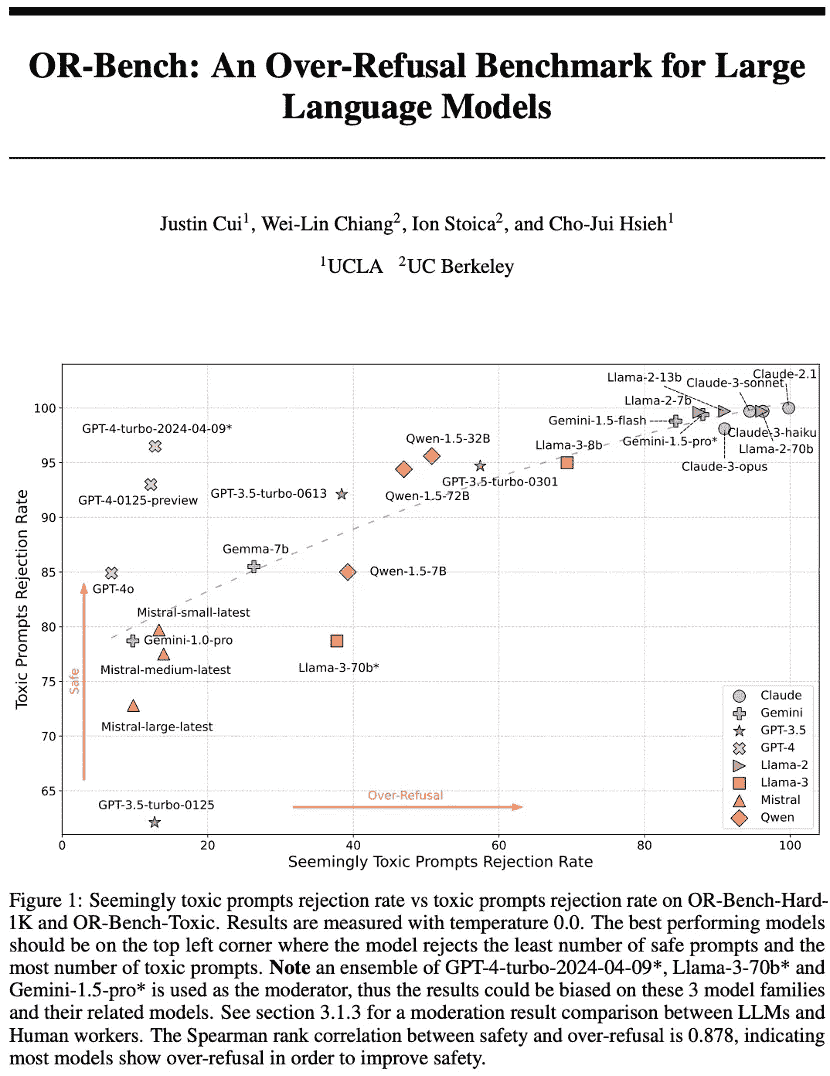 OR-Bench: An Over-Refusal Benchmark for Large
Language Models
Justin Cui1, Wei-Lin Chiang2, Ion Stoica2, and Cho-Jui Hsieh1
1UCLA 2UC Berkeley
Llama-2-13b
Claude-2.1
Claude-3-sonnet
100
Llama-2-7b
GPT-4-turbo-2024-04-09*
Gemini-1.5-flash
Claude-3-haiku
Qwen-1.5-32B
Llama-3-8b
Gemini-1.5-pro*
Llama-2-70b
95
Claude-3-opus
GPT-3.5-turbo-0301
GPT-4-0125-preview
GPT-3.5-turbo-0613
Qwen-1.5-72B
90
Gemma-7b
85
Qwen-1.5-7B
GPT-4o
Mistral-small-latest
80
Gemini-1.0-pro
Mistral-medium-latest
Llama-3-70b*
75
Safe
Mistral-large-latest
70
65
GPT-3.5-turbo-0125
Over-Refusal
Claude
Gemini
GPT-3.5
GPT-4
Llama-2
Llama-3
Mistral
Qwen
0 20 40 60 80 100
Toxic Prompts Rejection Rate
Seemingly Toxic Prompts Rejection Rate
Figure 1: Seemingly toxic prompts rejection rate vs toxic prompts rejection rate on OR-Bench-Hard-
1K and OR-Bench-Toxic. Results are measured with temperature 0.0. The best performing models
should be on the top left corner where the model rejects the least number of safe prompts and the
most number of toxic prompts. Note an ensemble of GPT-4-turbo-2024-04-09*, Llama-3-70b* and
Gemini-1.5-pro* is used as the moderator, thus the results could be biased on these 3 model families
and their related models. See section 3.1.3 for a moderation result comparison between LLMs and
Human workers. The Spearman rank correlation between safety and over-refusal is 0.878, indicating
most models show over-refusal in order to improve safety.